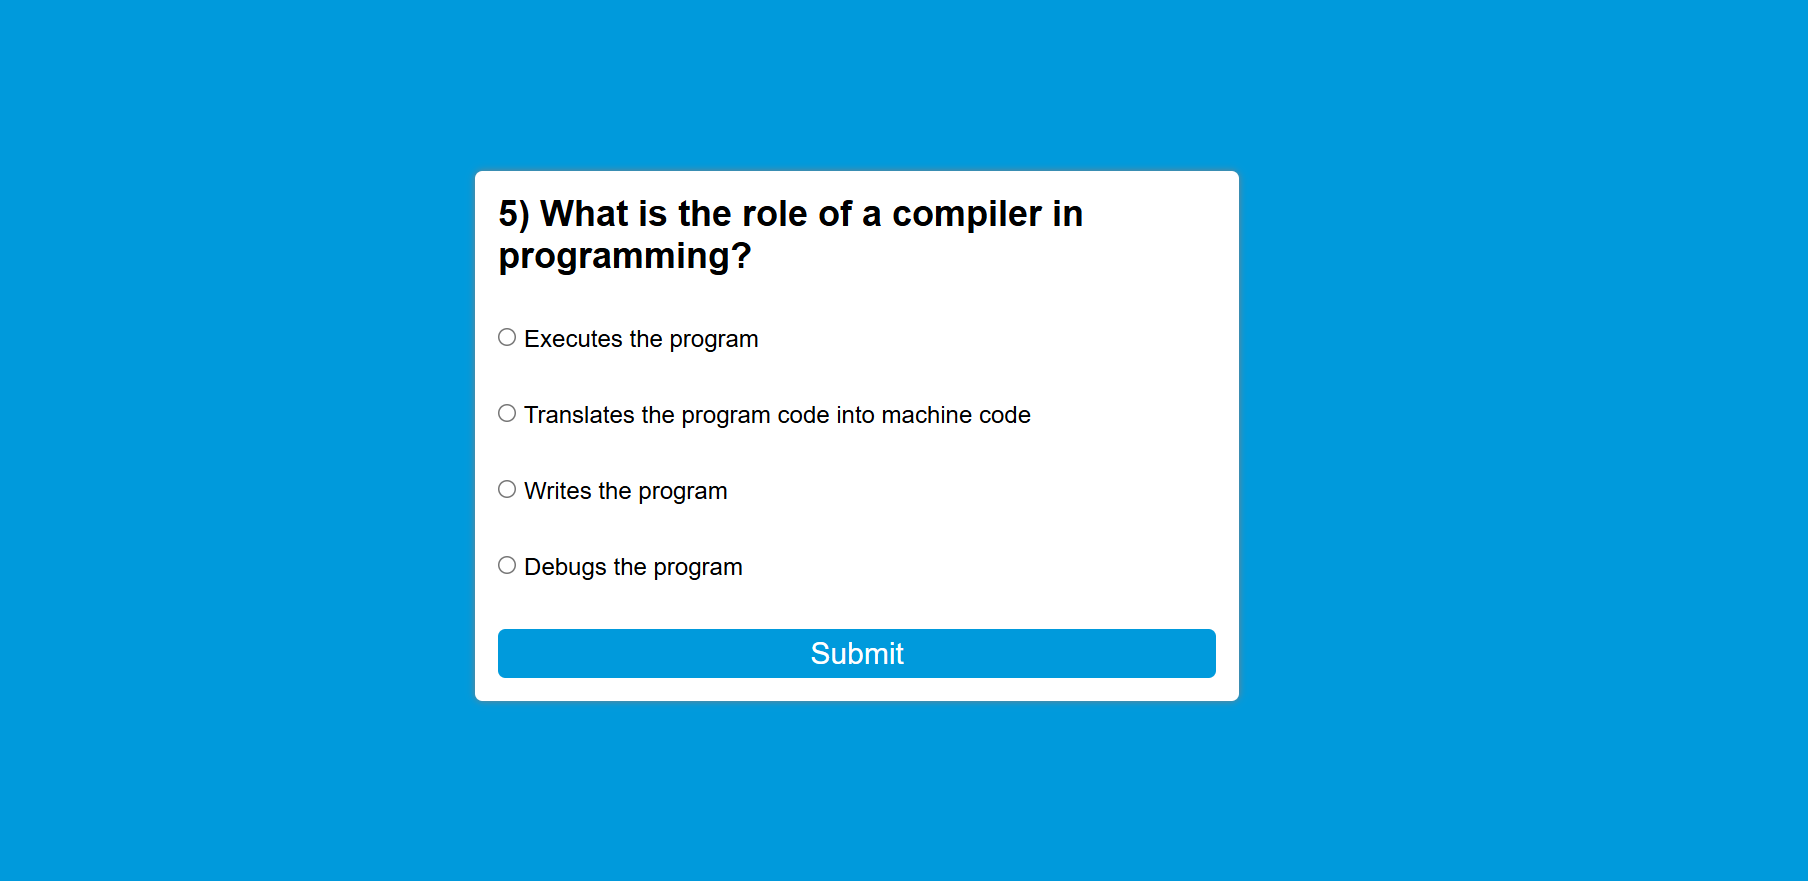 5) What is the role of a compiler in
programming?
Executes the program
Translates the program code into machine code
Writes the program
Debugs the program
Submit